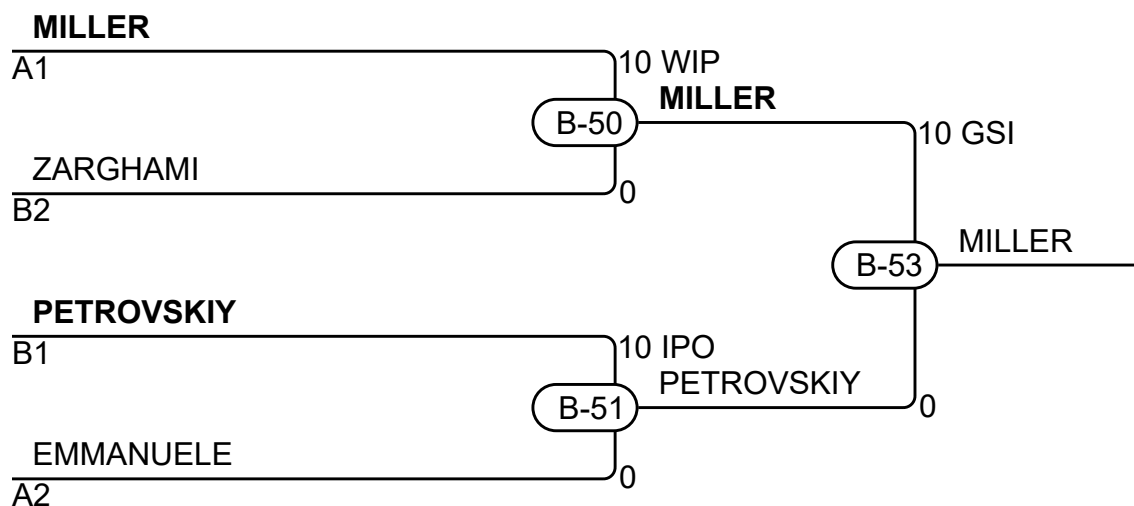 MILLER
A1
10 WIP
MILLER
B-50
10 GSI
ZARGHAMI
B2
0
MILLER
B-53
PETROVSKIY
B1
10 IPO
PETROVSKIY
B-51
0
EMMANUELE
A2
0